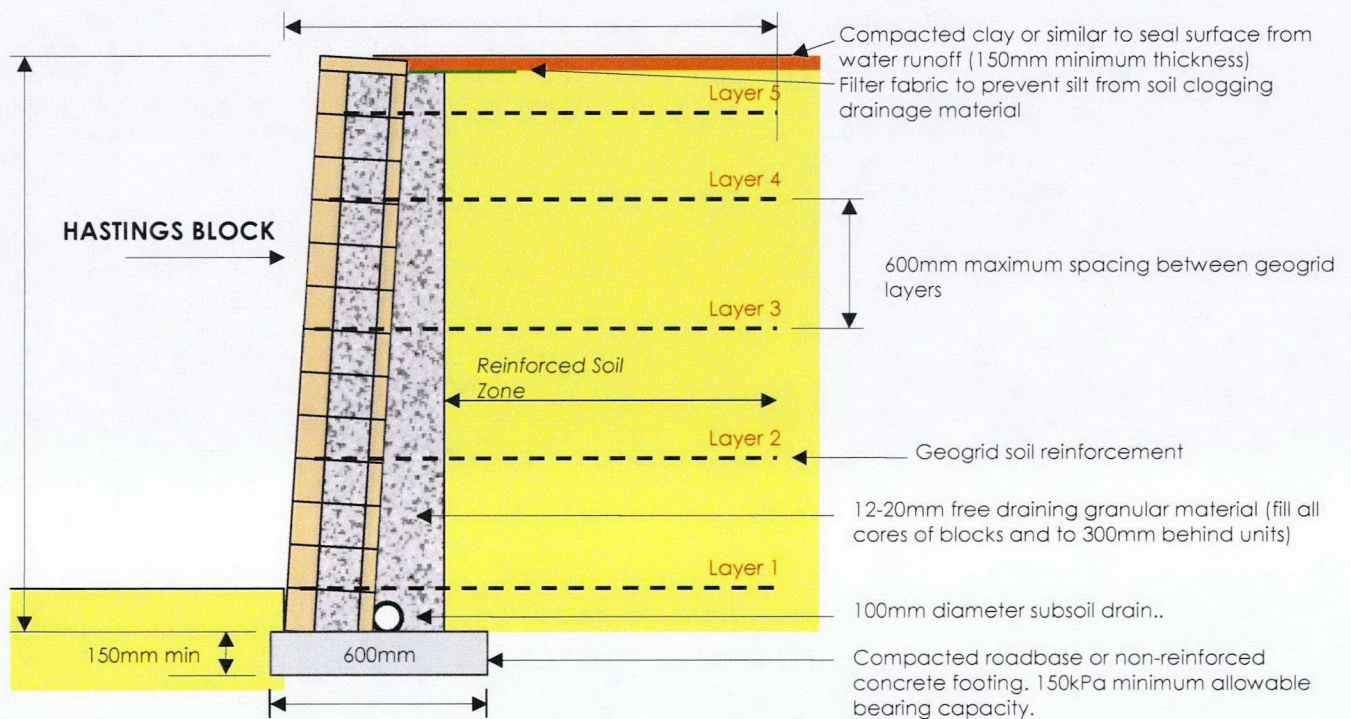 Compacted clay or similar to seal surface from
water runoff (150mm minimum thickness)
Filter fabric to prevent silt from soil clogging
drainage material
Layer 5
Layer 4
HASTINGS BLOCK
600mm maximum spacing between geogrid
layers
Layer 3
Reinforced Soil
Zone
Layer 2
Geogrid soil reinforcement
12-20mm free draining granular material (fill all
cores of blocks and to 300mm behind units)
Layer 1
100mm diameter subsoil drain..
150mm min
600mm
Compacted roadbase or non-reinforced
concrete footing. 150kPa minimum allowable
bearing capacity.